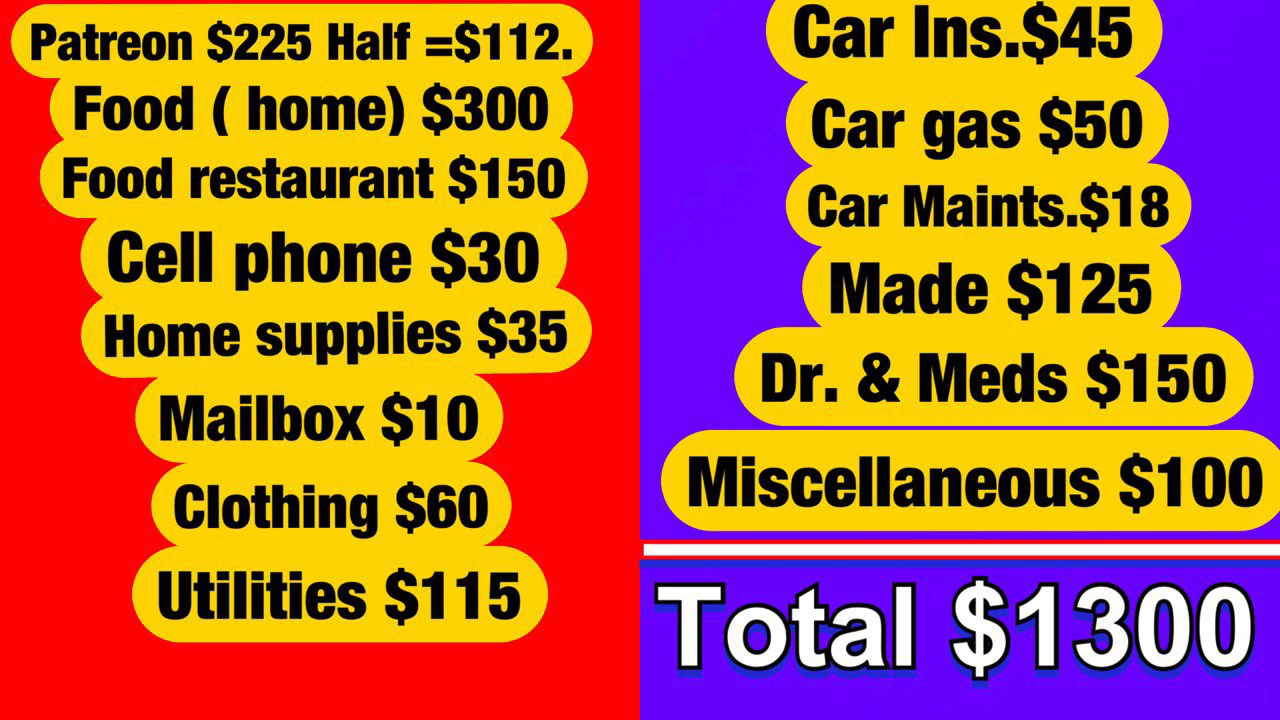 Patreon $225 Half =$112.
Food ( home) $300
Food restaurant $150
Cell phone $30
Home supplies $35
Mailbox $10
Clothing $60
Utilities $115
Car Ins.$45
Car gas $50
Car Maints.$18
Made $125
Dr. & Meds $150
Miscellaneous $100
Total $1300